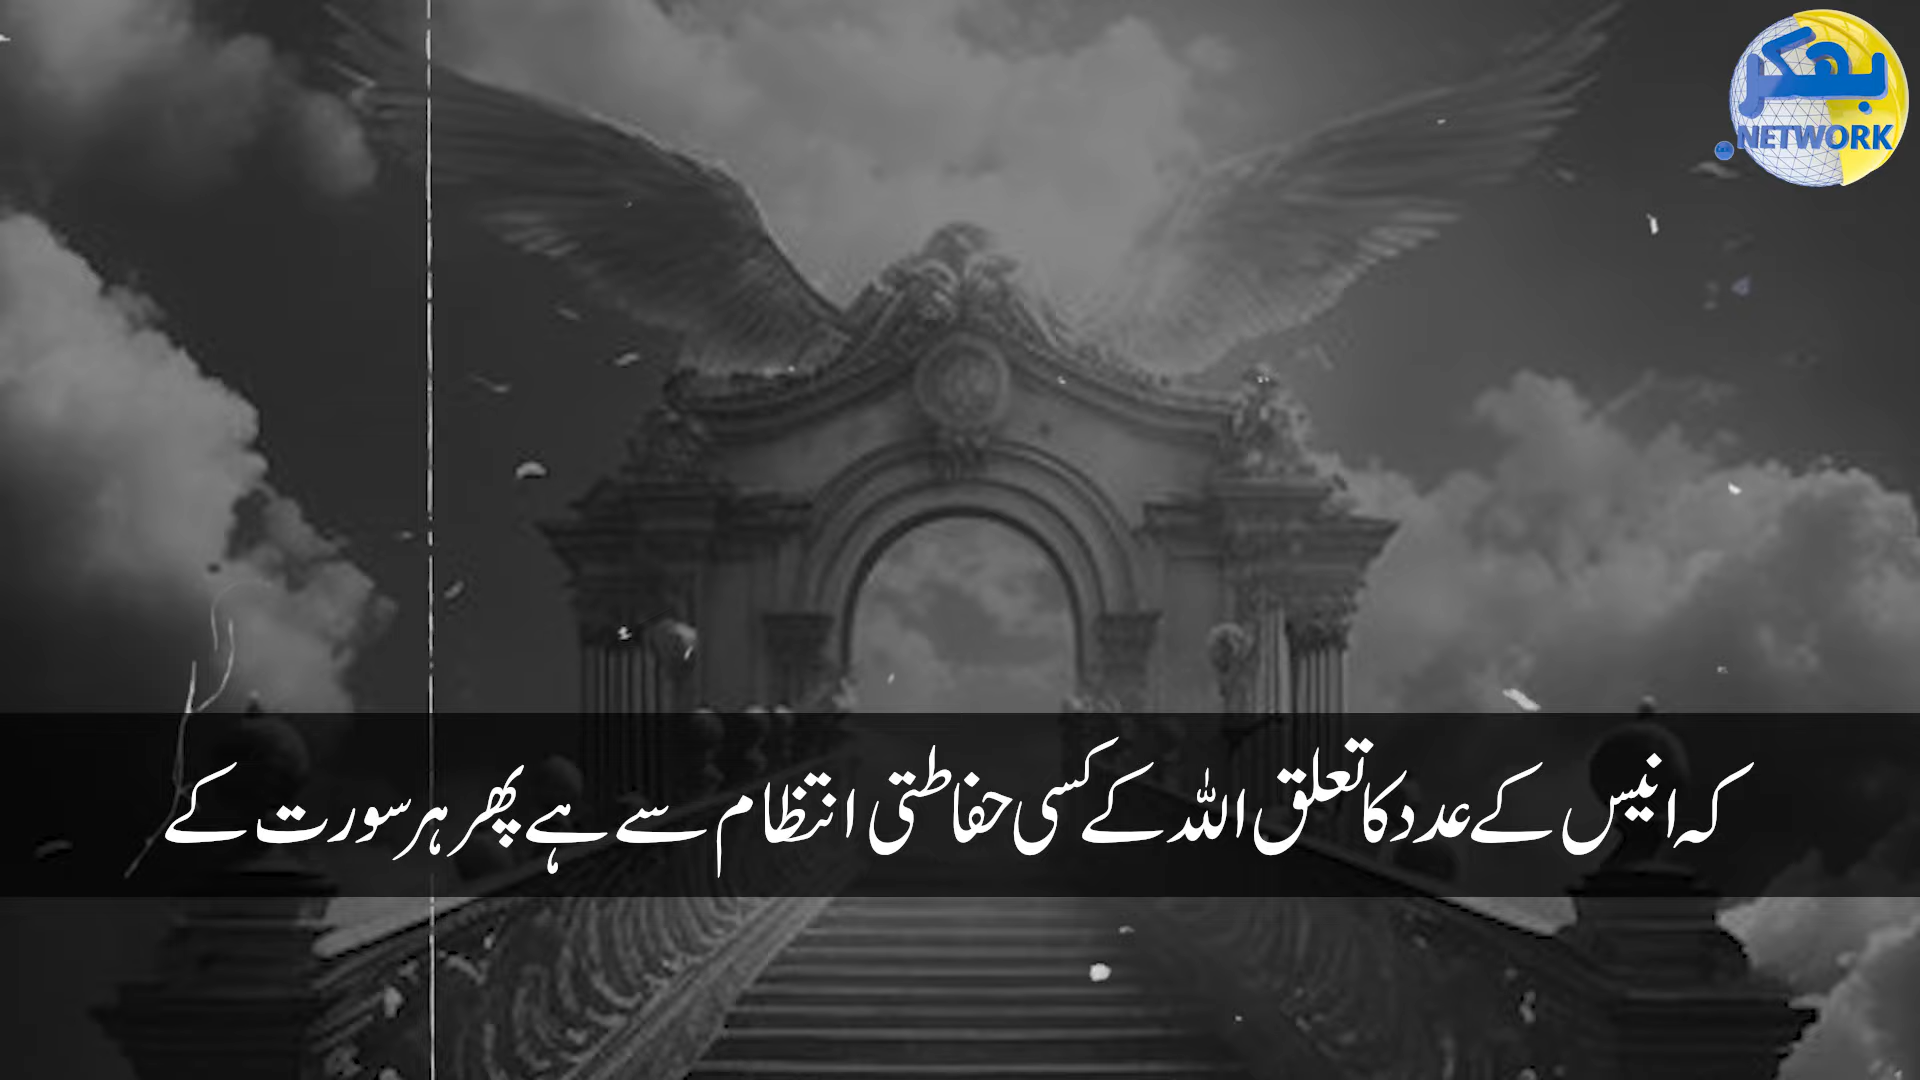 بھکر
NETWORK
کہ انیس کے عدد کا تعلق اللہ کے کسی حفاظتی انتظام سے ہے پھر ہر سورت کے